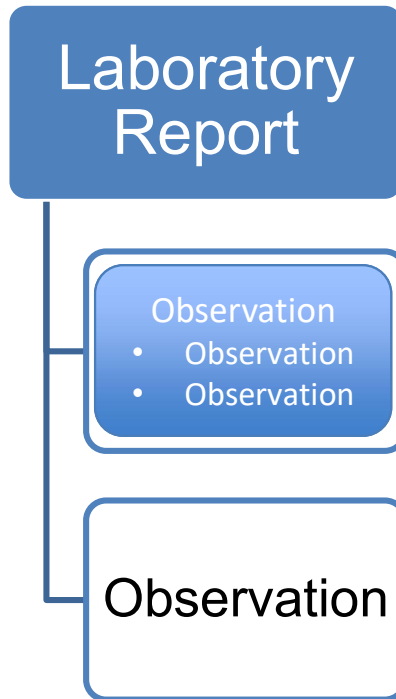 Laboratory
Report
Observation
• Observation
• Observation
Observation